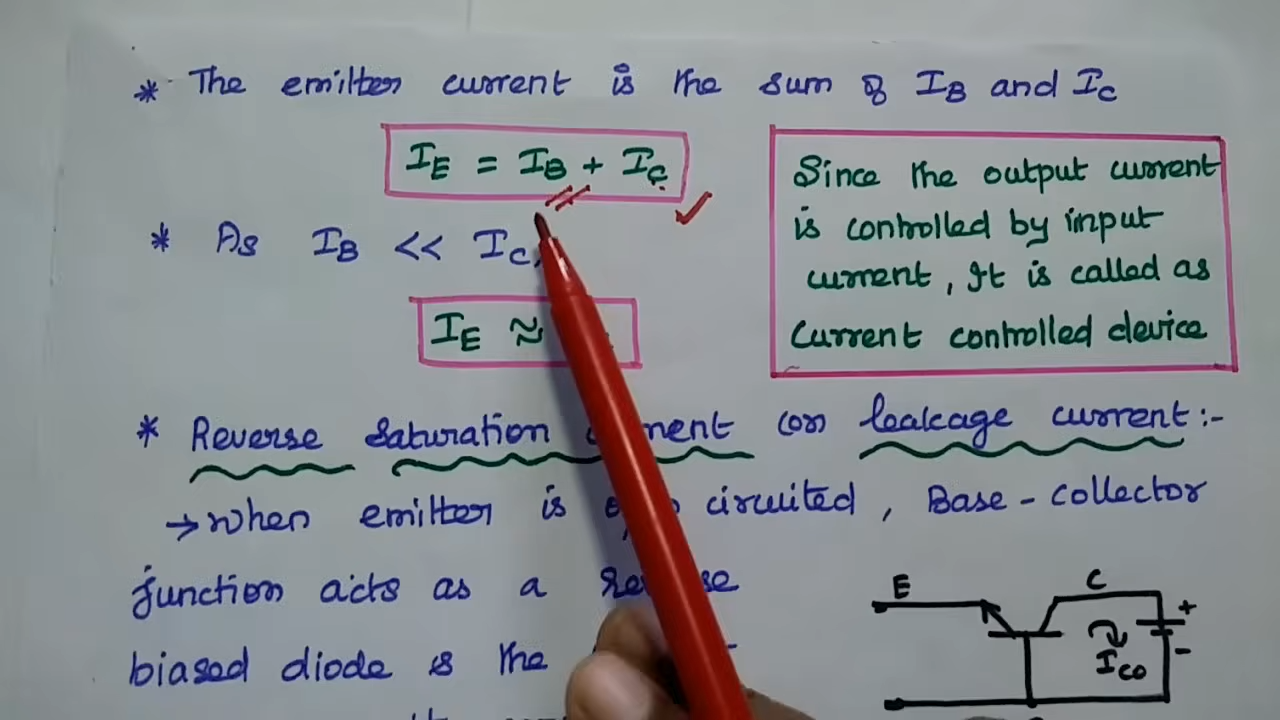 * The emitter current is the sum of IB and IC
IE = IB + IC
* As IB << IC,
IE ≈
Since the output current
is controlled by input
current, It is called as
Current controlled device
* Reverse saturation (or) leakage current:-
→ When emitter is circuited, Base-collector
junction acts as a
biased diode is the
E
C
+
-
ICO